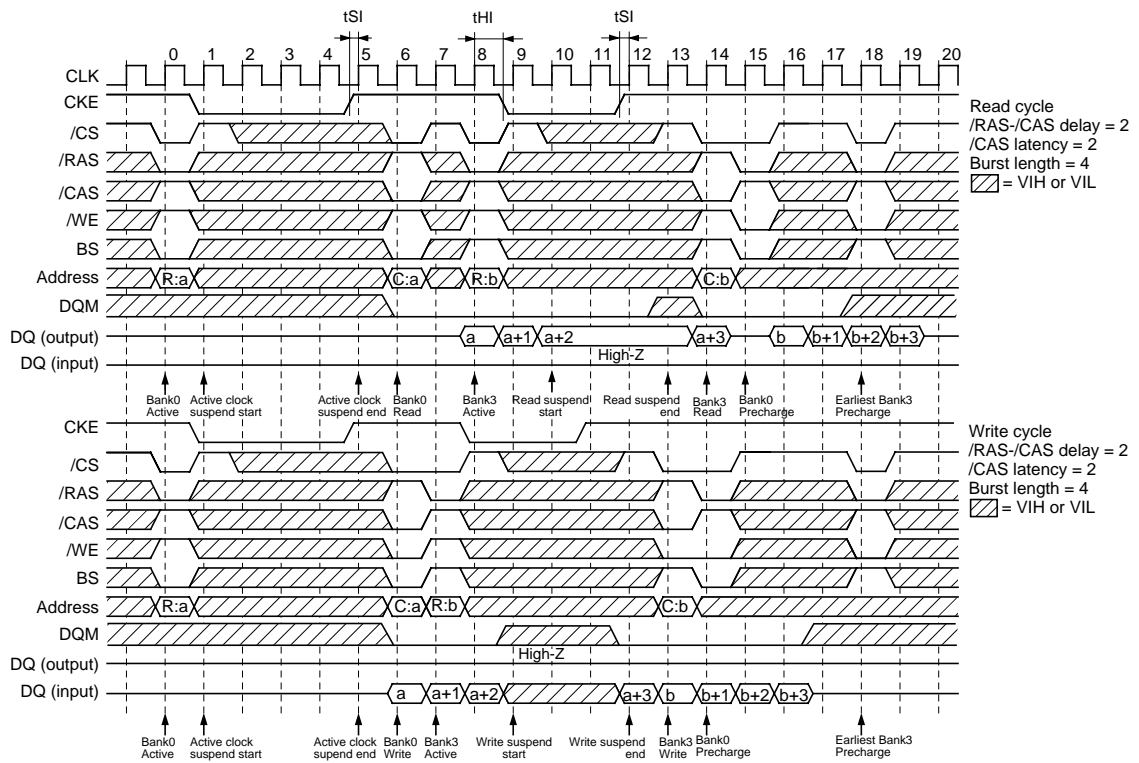 tSI tHI tSI
0 1 2 3 4 5 6 7 8 9 10 11 12 13 14 15 16 17 18 19 20
CLK
CKE
/CS
/RAS
/CAS
/WE
BS
Address R:a C:a R:b C:b
DQM
DQ (output) a a+1 a+2 a+3 b b+1 b+2 b+3
High-Z
DQ (input)
Bank0 Active
Active clock suspend start
Active clock suspend end
Bank0 Read
Bank3 Active
Read suspend start
Read suspend end
Bank3 Read
Bank0 Precharge
Earliest Bank3 Precharge
Read cycle
/RAS-/CAS delay = 2
/CAS latency = 2
Burst length = 4
= VIH or VIL
CKE
/CS
/RAS
/CAS
/WE
BS
Address R:a C:a R:b C:b
DQM
High-Z
DQ (output)
DQ (input) a a+1 a+2 a+3 b b+1 b+2 b+3
Bank0 Active
Active clock suspend start
Active clock supend end
Bank0 Write
Bank3 Active
Write suspend start
Write suspend end
Bank3 Write
Bank0 Precharge
Earliest Bank3 Precharge
Write cycle
/RAS-/CAS delay = 2
/CAS latency = 2
Burst length = 4
= VIH or VIL